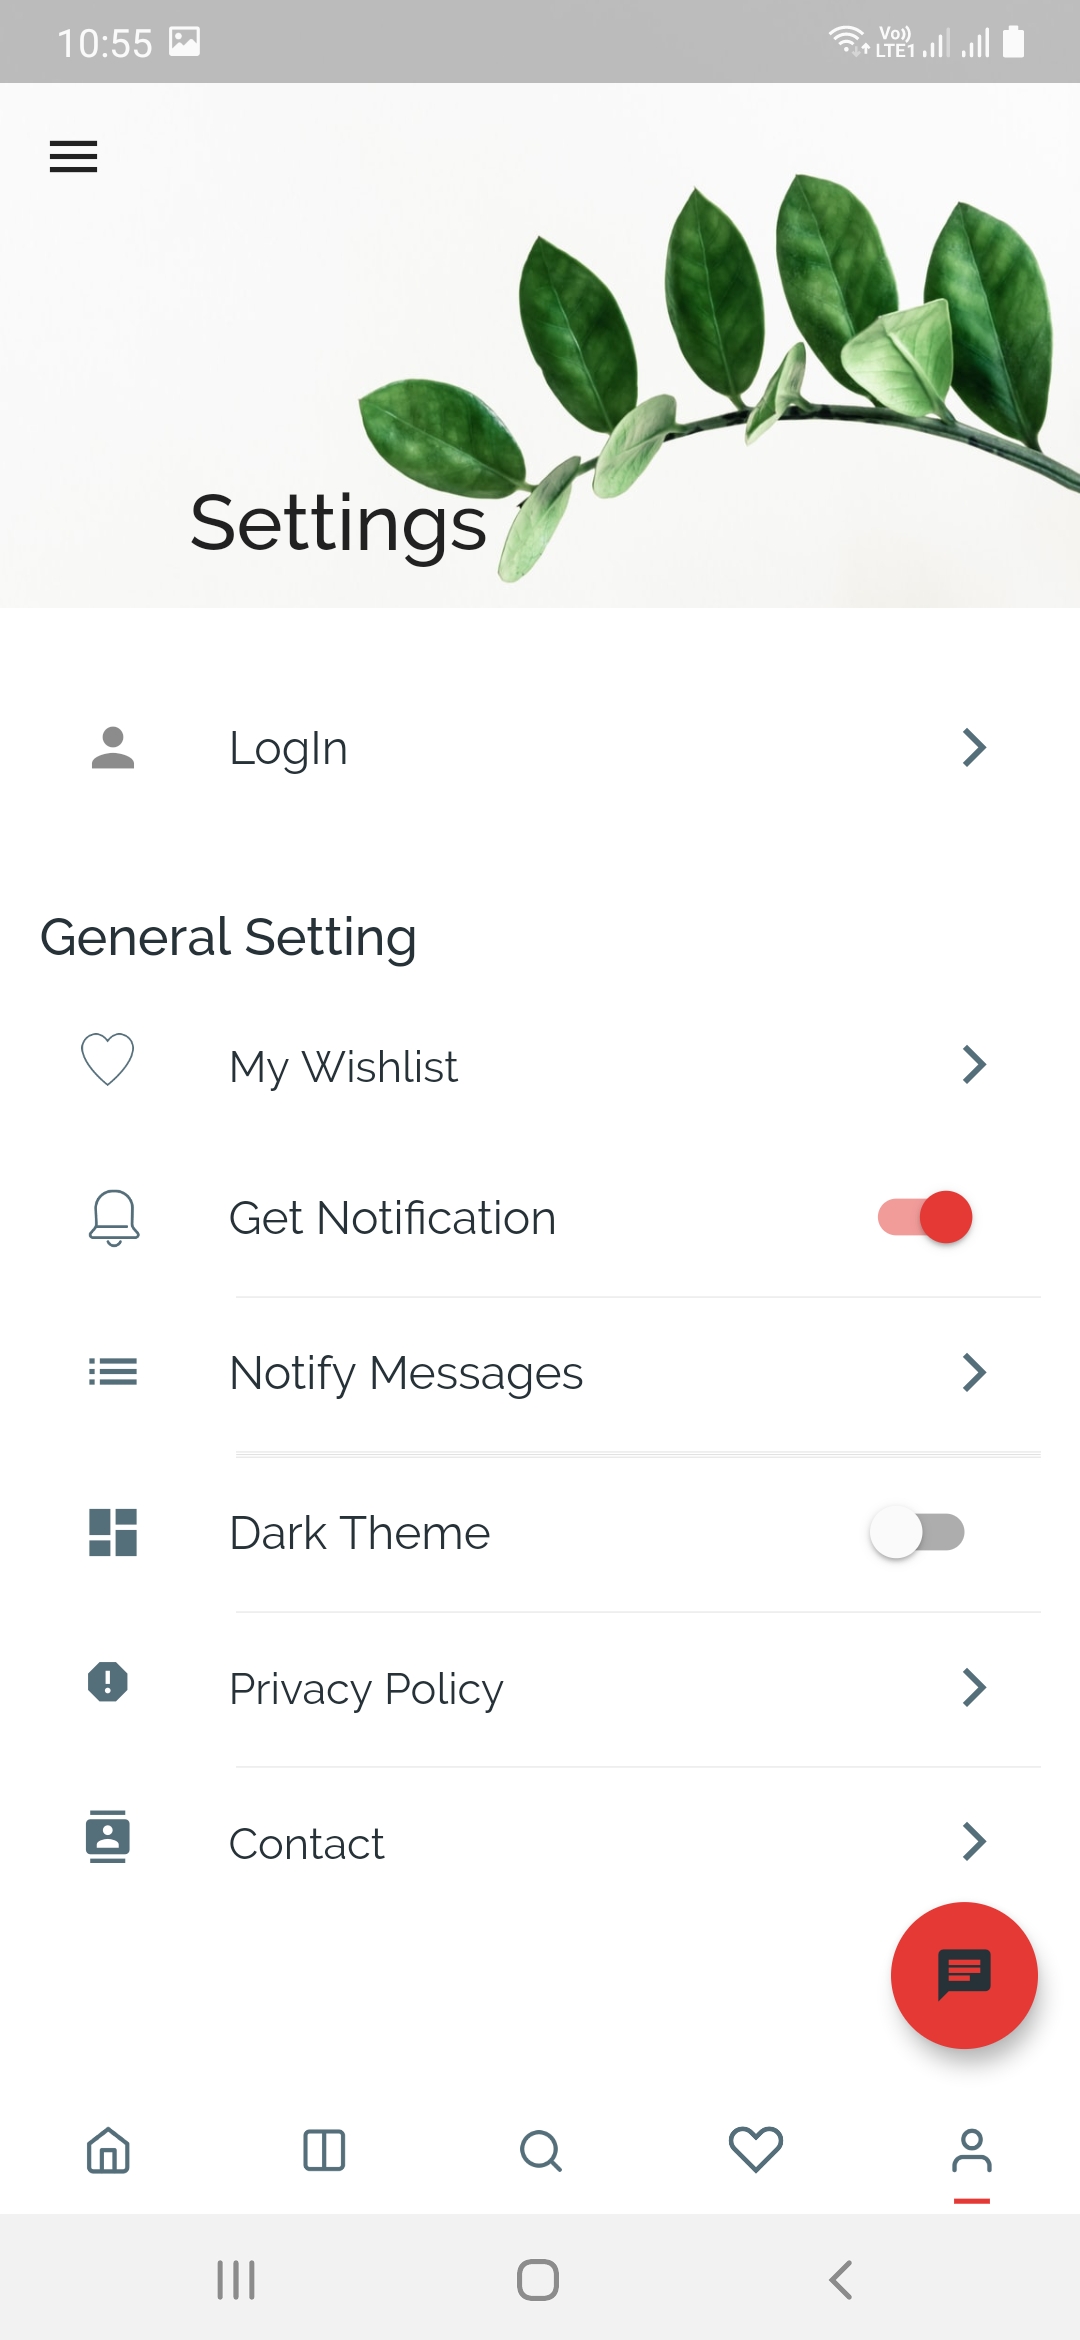 10:55
Vo))
LTE1
Settings
LogIn
General Setting
My Wishlist
Get Notification
Notify Messages
Dark Theme
Privacy Policy
Contact